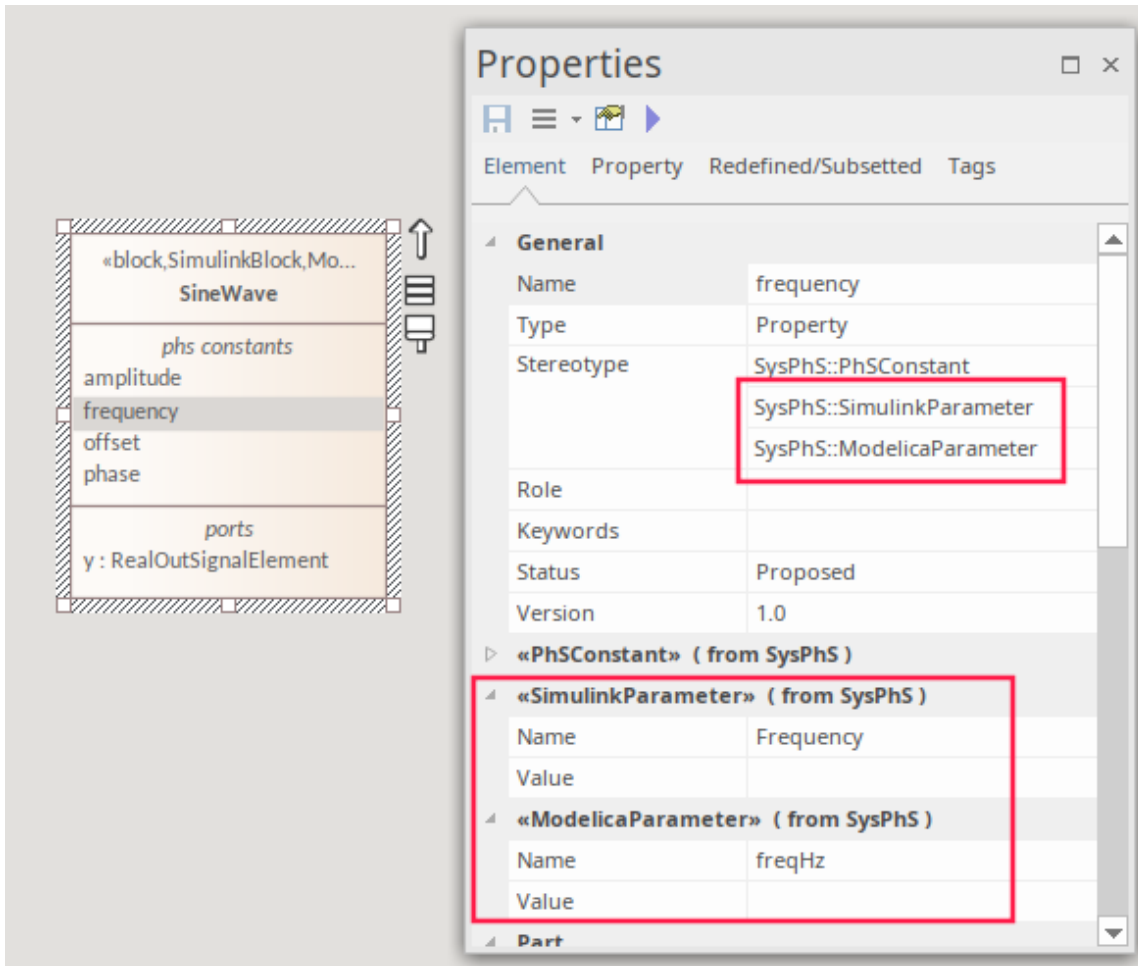 «block,SimulinkBlock,Mo...
SineWave
phs constants
amplitude
frequency
offset
phase
ports
y : RealOutSignalElement
Properties
Element Property Redefined/Subsetted Tags
General
Name frequency
Type Property
Stereotype SysPhS::PhSConstant
SysPhS::SimulinkParameter
SysPhS::ModelicaParameter
Role
Keywords
Status Proposed
Version 1.0
«PhSConstant» ( from SysPhS )
«SimulinkParameter» ( from SysPhS )
Name Frequency
Value
«ModelicaParameter» ( from SysPhS )
Name freqHz
Value
Part